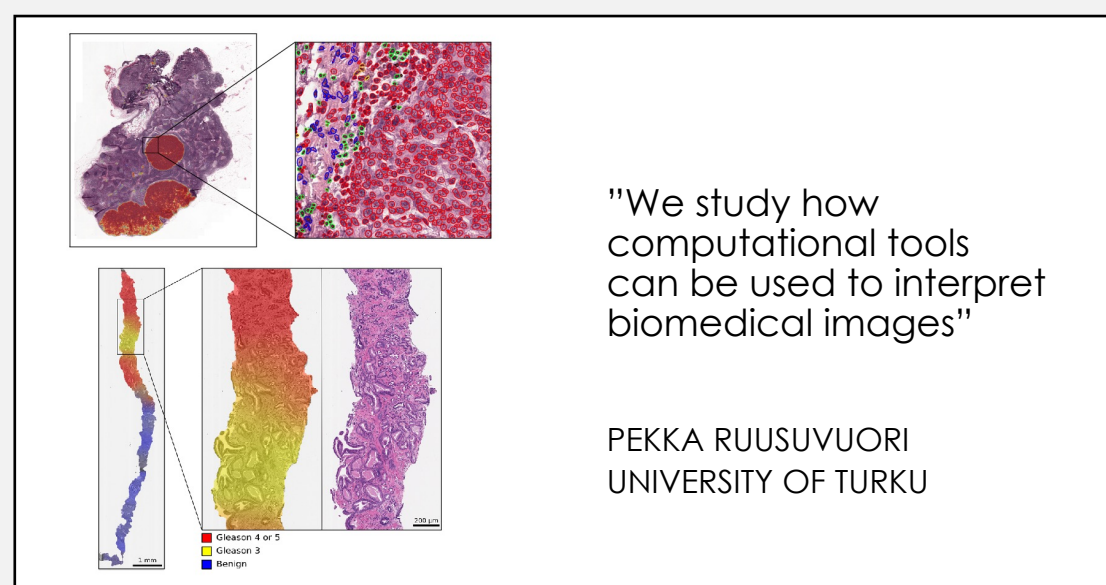 ”We study how
computational tools
can be used to interpret
biomedical images”
PEKKA RUUSUVUORI
UNIVERSITY OF TURKU
200 µm
1 mm
Gleason 4 or 5
Gleason 3
Benign